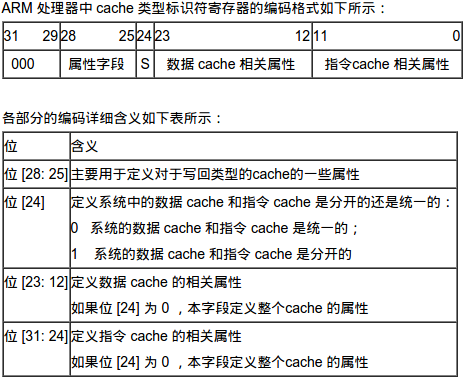 ARM 处理器中 cache 类型标识符寄存器的编码格式如下所示：
31 29 28 25 24 23 12 11 0
000 属性字段 S 数据 cache 相关属性 指令cache 相关属性
各部分的编码详细含义如下表所示：
位 含义
位 [28: 25] 主要用于定义对于写回类型的cache的一些属性
位 [24] 定义系统中的数据 cache 和指令 cache 是分开的还是统一的：
0 系统的数据 cache 和指令 cache 是统一的；
1 系统的数据 cache 和指令 cache 是分开的
位 [23: 12] 定义数据 cache 的相关属性
如果位 [24] 为 0 ，本字段定义整个cache 的属性
位 [31: 24] 定义指令 cache 的相关属性
如果位 [24] 为 0 ，本字段定义整个cache 的属性